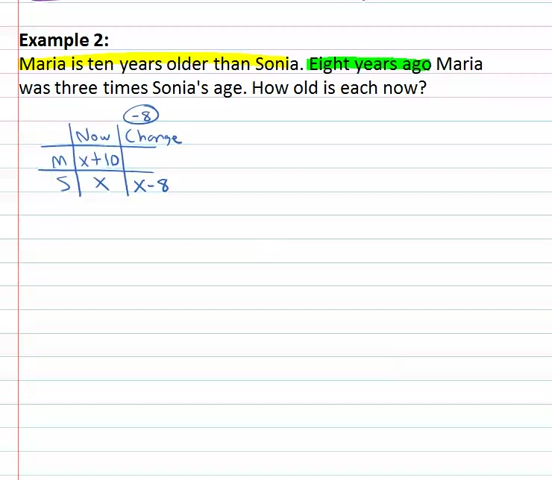 Example 2:
Maria is ten years older than Sonia. Eight years ago Maria
was three times Sonia's age. How old is each now?
-8
Now Change
M x+10
S x x-8